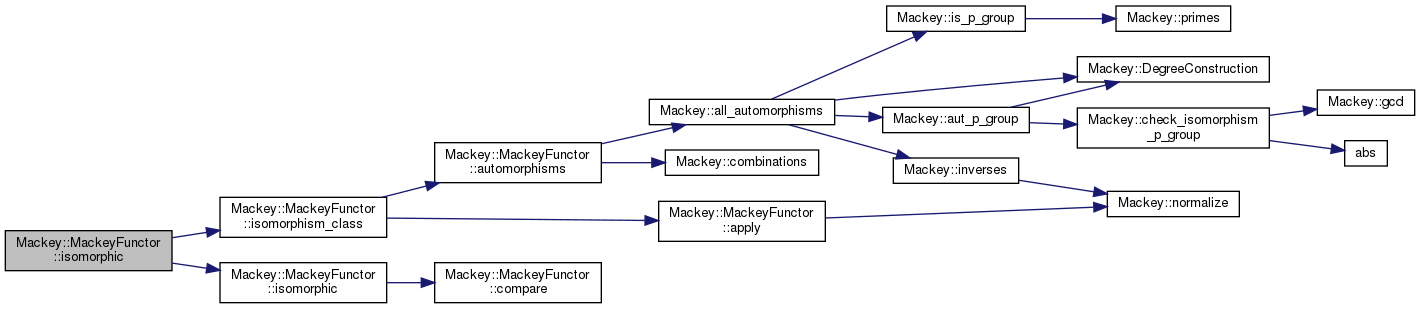 Mackey::is_p_group
Mackey::primes
Mackey::DegreeConstruction
Mackey::gcd
Mackey::all_automorphisms
Mackey::aut_p_group
Mackey::check_isomorphism
_p_group
abs
Mackey::MackeyFunctor
::automorphisms
Mackey::combinations
Mackey::inverses
Mackey::normalize
Mackey::MackeyFunctor
::isomorphism_class
Mackey::MackeyFunctor
::apply
Mackey::MackeyFunctor
::isomorphic
Mackey::MackeyFunctor
::isomorphic
Mackey::MackeyFunctor
::compare